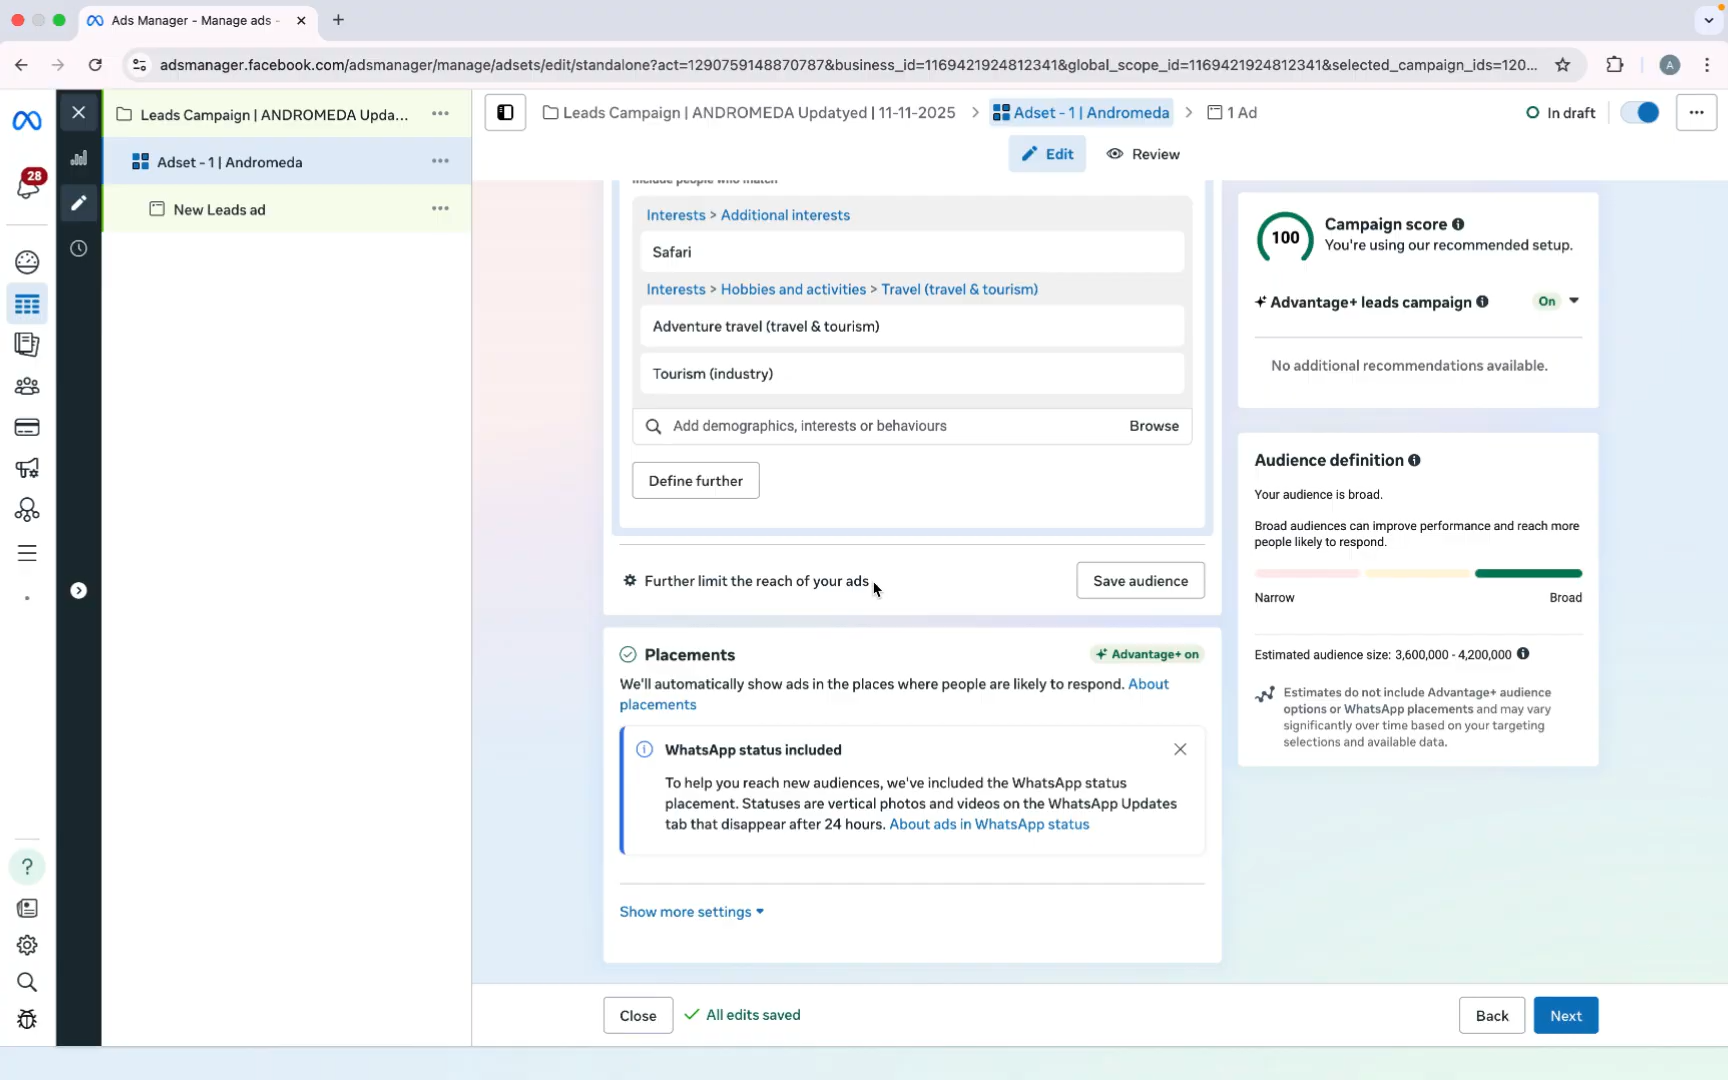 Ads Manager - Manage ads -
adsmanager.facebook.com/adsmanager/manage/adsets/edit/standalone?act=1290759148870787&business_id=1169421924812341&global_scope_id=1169421924812341&selected_campaign_ids=120...
A
28
Leads Campaign | ANDROMEDA Upda...
Adset - 1 | Andromeda
New Leads ad
Leads Campaign | ANDROMEDA Updatyed | 11-11-2025
Adset - 1 | Andromeda
1 Ad
In draft
Edit
Review
Include people who match
Interests > Additional interests
Safari
Interests > Hobbies and activities > Travel (travel & tourism)
Adventure travel (travel & tourism)
Tourism (industry)
Add demographics, interests or behaviours
Browse
Define further
Further limit the reach of your ads
Save audience
Placements
Advantage+ on
We'll automatically show ads in the places where people are likely to respond. About
placements
WhatsApp status included
To help you reach new audiences, we've included the WhatsApp status
placement. Statuses are vertical photos and videos on the WhatsApp Updates
tab that disappear after 24 hours. About ads in WhatsApp status
Show more settings
100
Campaign score
You're using our recommended setup.
Advantage+ leads campaign
On
No additional recommendations available.
Audience definition
Your audience is broad.
Broad audiences can improve performance and reach more
people likely to respond.
Narrow
Broad
Estimated audience size: 3,600,000 - 4,200,000
Estimates do not include Advantage+ audience
options or WhatsApp placements and may vary
significantly over time based on your targeting
selections and available data.
Close
All edits saved
Back
Next